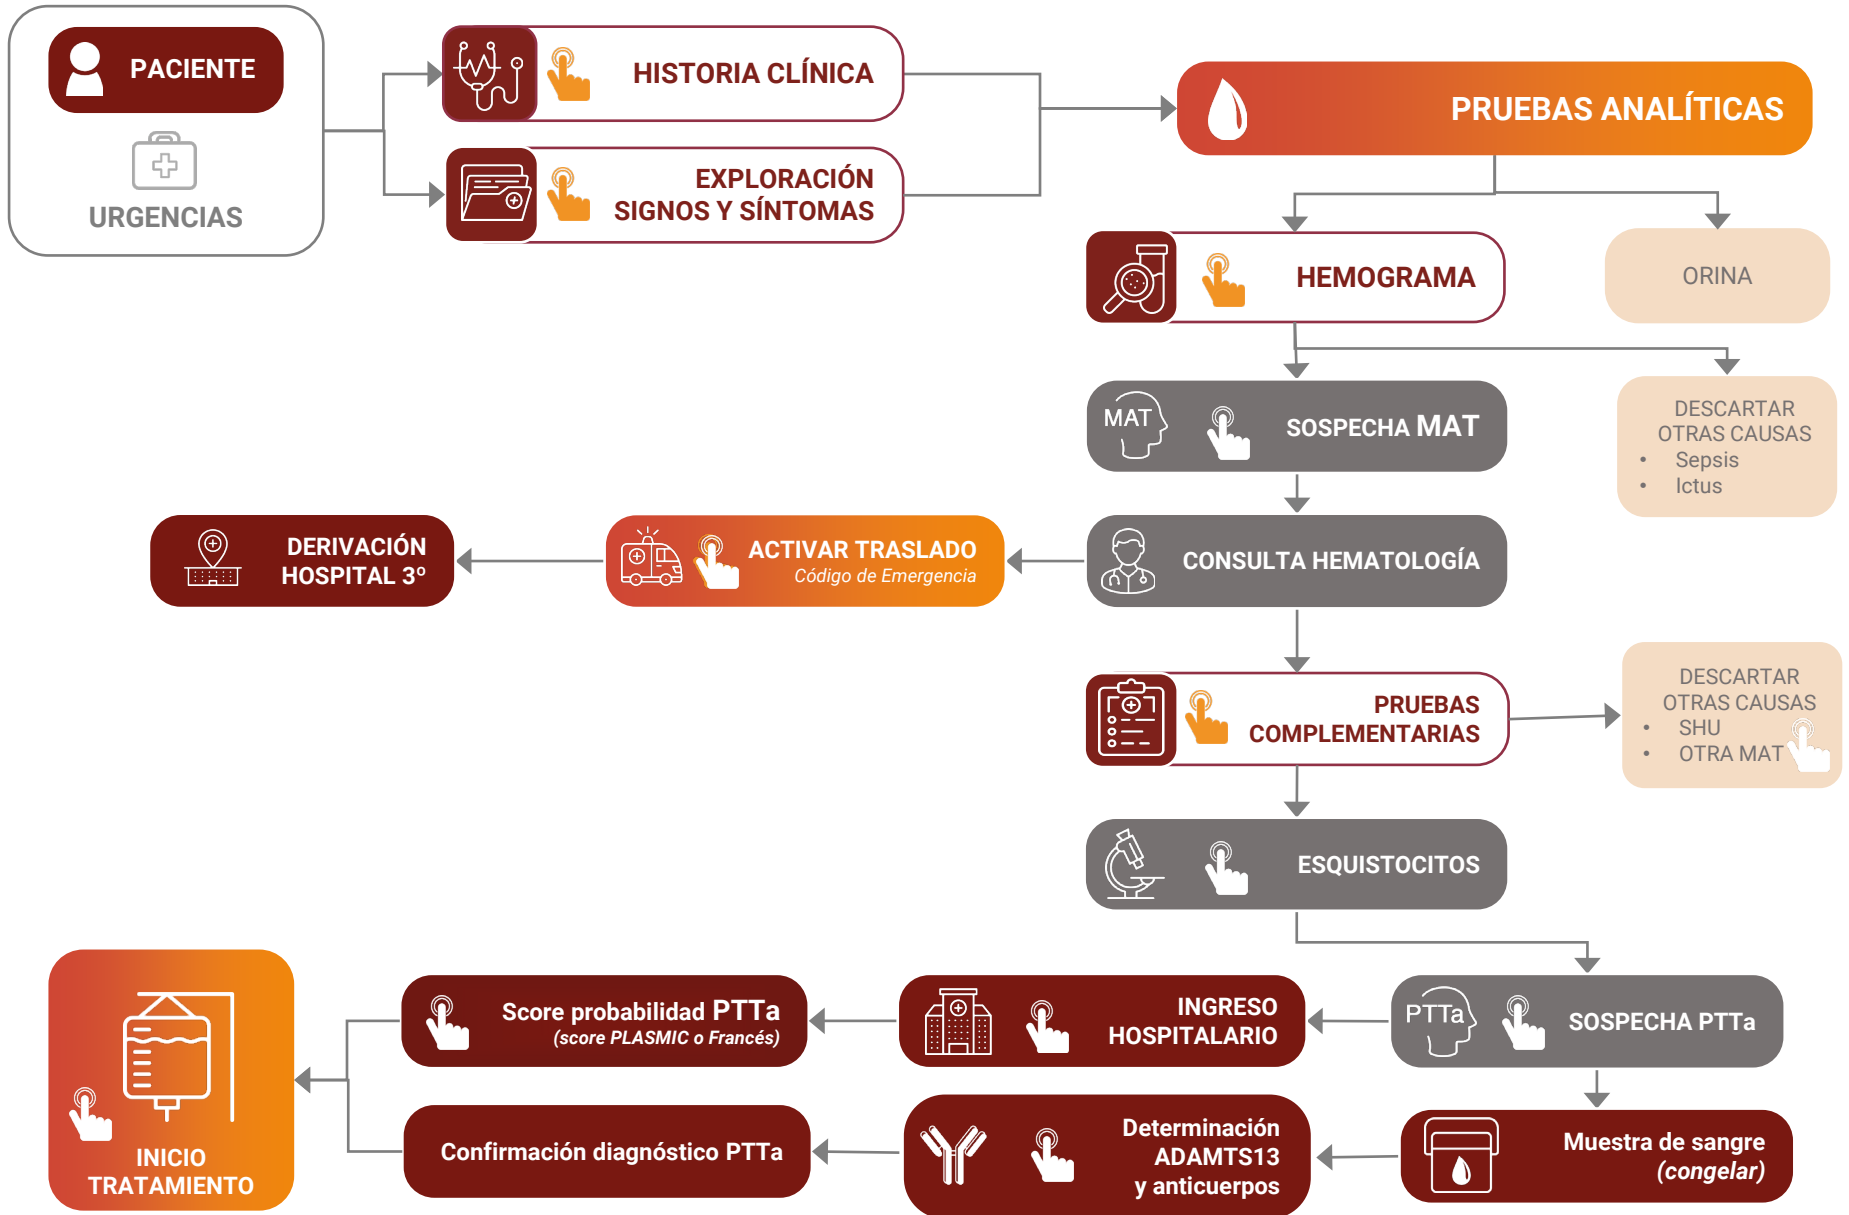 PACIENTE
URGENCIAS
HISTORIA CLÍNICA
EXPLORACIÓN
SIGNOS Y SÍNTOMAS
PRUEBAS ANALÍTICAS
HEMOGRAMA
ORINA
MAT
SOSPECHA MAT
DESCARTAR
OTRAS CAUSAS
• Sepsis
• Ictus
CONSULTA HEMATOLOGÍA
ACTIVAR TRASLADO
Código de Emergencia
DERIVACIÓN
HOSPITAL 3º
PRUEBAS
COMPLEMENTARIAS
DESCARTAR
OTRAS CAUSAS
• SHU
• OTRA MAT
ESQUISTOCITOS
PTTa
SOSPECHA PTTa
INGRESO
HOSPITALARIO
Score probabilidad PTTa
(score PLASMIC o Francés)
Muestra de sangre
(congelar)
Determinación
ADAMTS13
y anticuerpos
Confirmación diagnóstico PTTa
INICIO
TRATAMIENTO